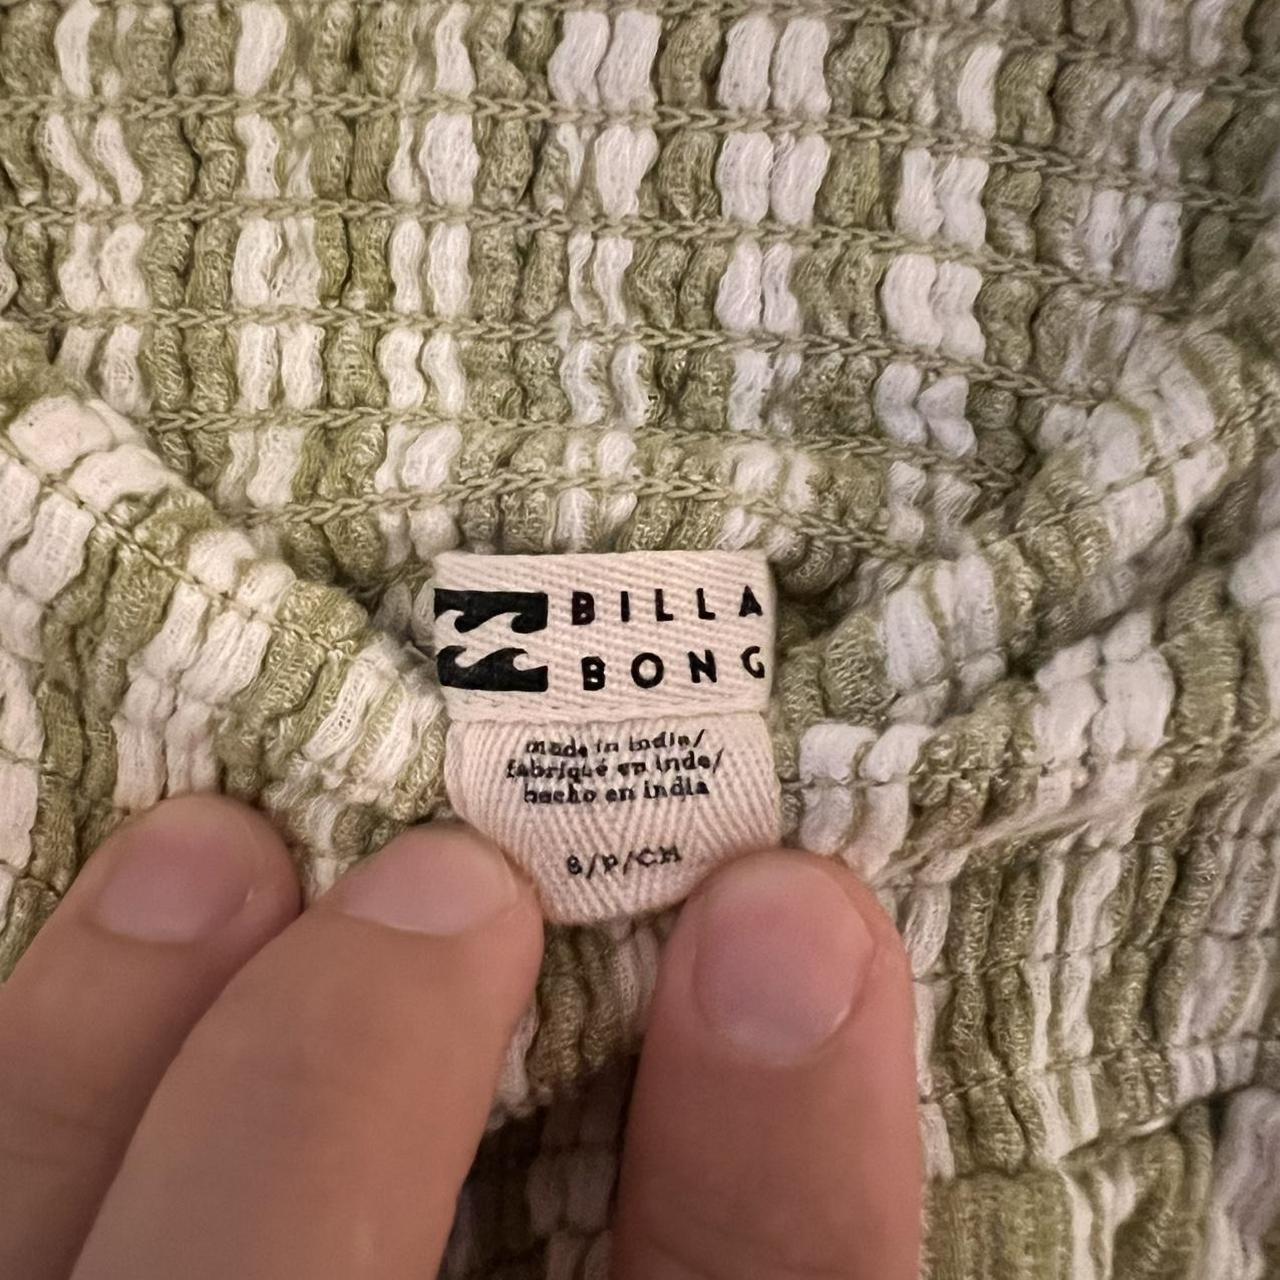 BILLA
BONG
made in india/
fabriqué en inde/
hecho en india
S/P/CH